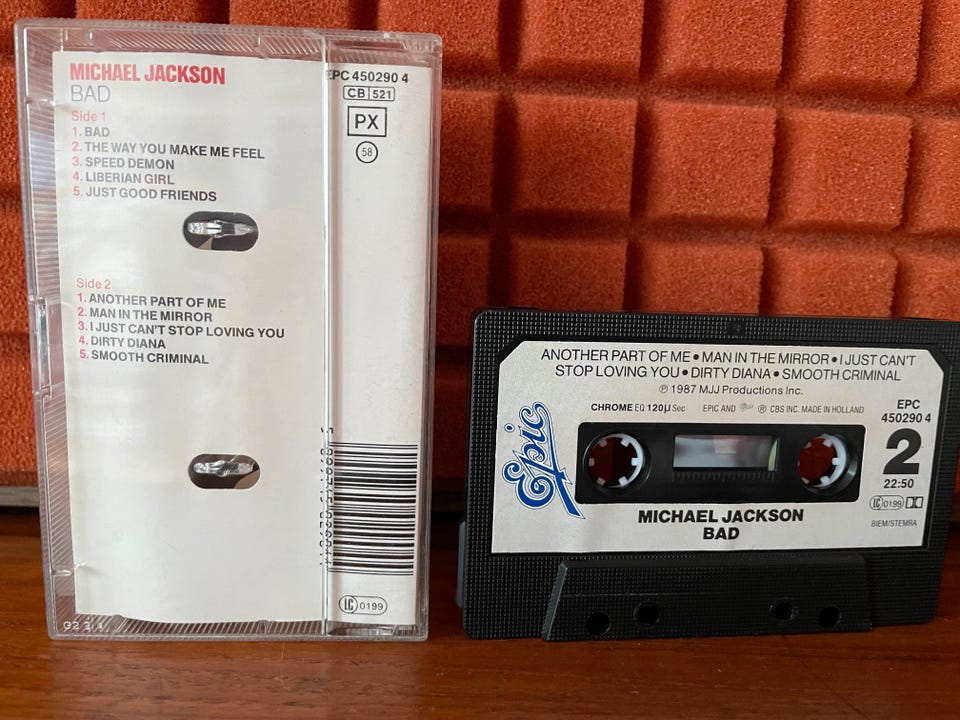 MICHAEL JACKSON
BAD
Side 1
1. BAD
2. THE WAY YOU MAKE ME FEEL
3. SPEED DEMON
4. LIBERIAN GIRL
5. JUST GOOD FRIENDS
Side 2
1. ANOTHER PART OF ME
2. MAN IN THE MIRROR
3. I JUST CAN'T STOP LOVING YOU
4. DIRTY DIANA
5. SMOOTH CRIMINAL
EPC 450290 4
CB 521
PX
58
LC 0199
ANOTHER PART OF ME • MAN IN THE MIRROR • I JUST CAN'T
STOP LOVING YOU • DIRTY DIANA • SMOOTH CRIMINAL
℗ 1987 MJJ Productions Inc.
CHROME EQ 120μ Sec EPIC AND Epic ® CBS INC. MADE IN HOLLAND
Epic
EPC
450290 4
2
22:50
LC 0199
BIEM/STEMRA
MICHAEL JACKSON
BAD